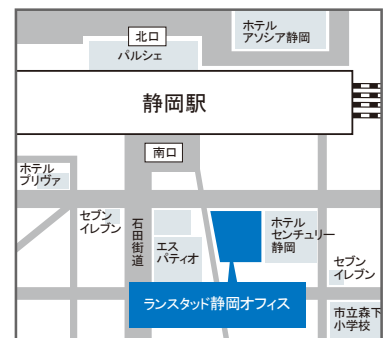 北口
パルシェ
ホテル
アソシア静岡
静岡駅
南口
ホテル
プリヴァ
セブン
イレブン
石田街道
エス
パティオ
ホテル
センチュリー
静岡
セブン
イレブン
ランスタッド静岡オフィス
市立森下
小学校